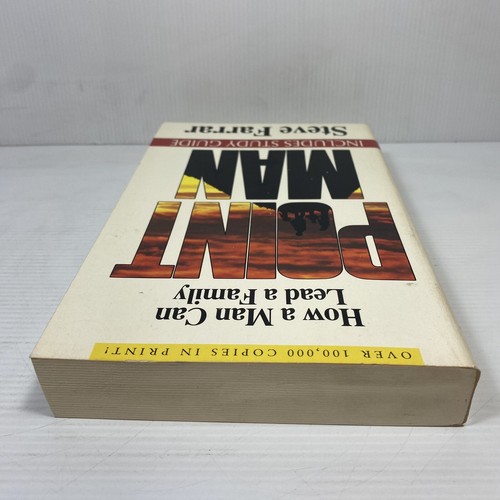 OVER 100,000 COPIES IN PRINT!
How a Man Can
Lead a Family
POINT
MAN
INCLUDES STUDY GUIDE
Steve Farrar